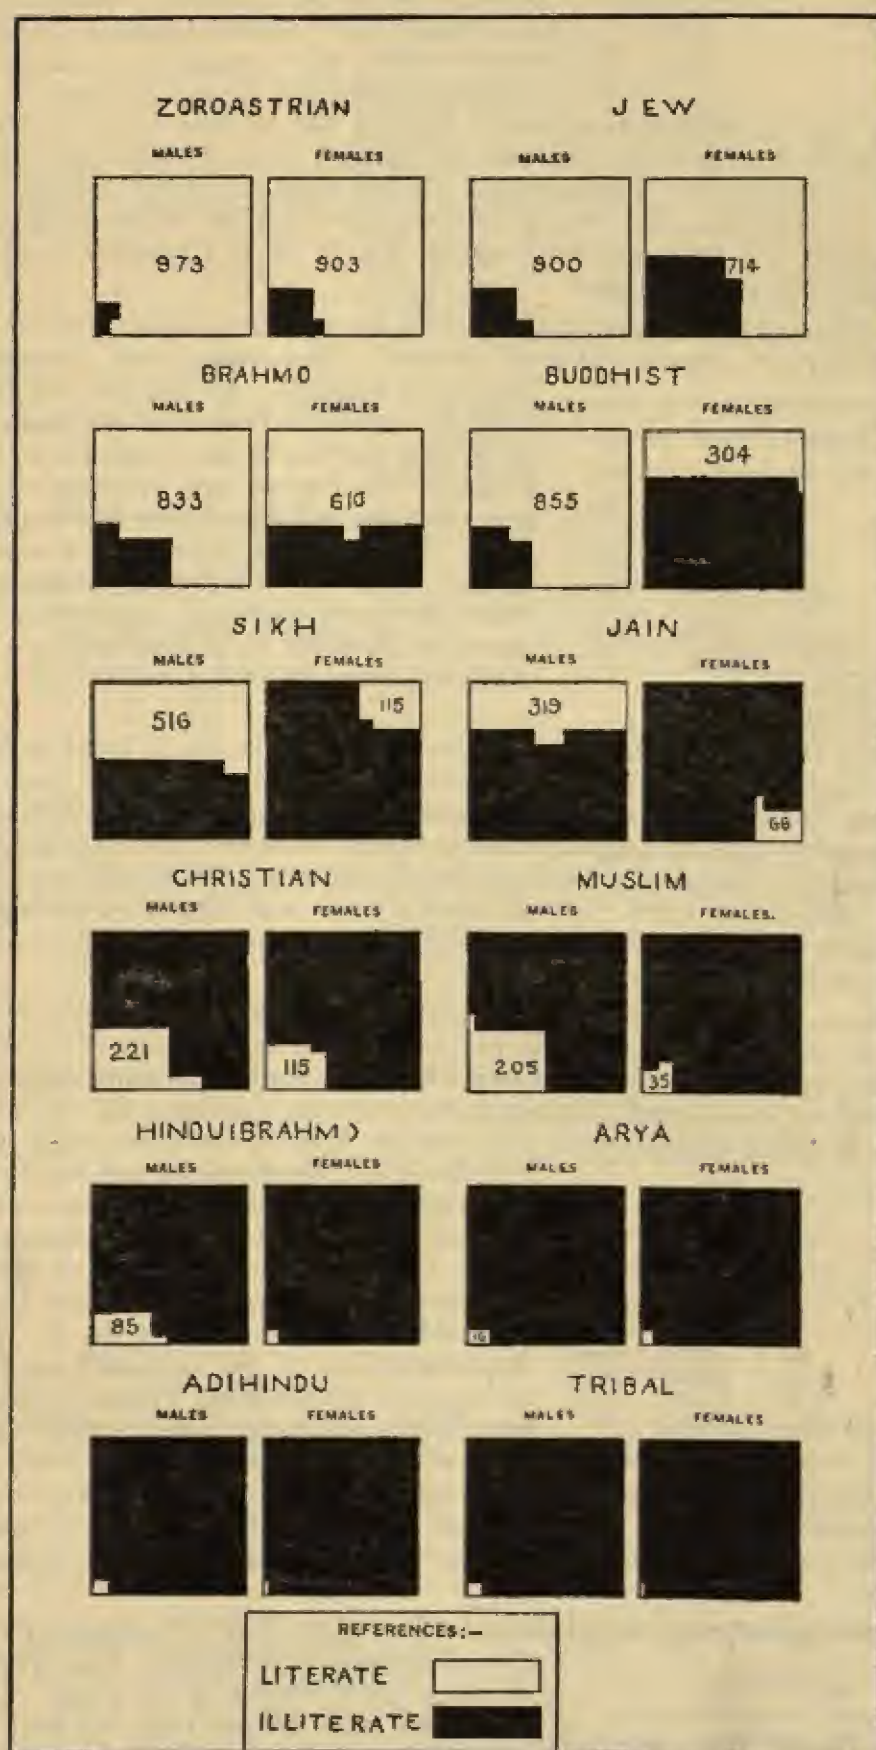 ZOROASTRIAN JEW
MALES FEMALES MALES FEMALES
973 903 900 714
BRAHMO BUDDHIST
MALES FEMALES MALES FEMALES
833 610 855 304
SIKH JAIN
MALES FEMALES MALES FEMALES
516 115 319 68
CHRISTIAN MUSLIM
MALES FEMALES MALES FEMALES.
221 115 205 35
HINDU (BRAHM) ARYA
MALES FEMALES MALES FEMALES
85 16
ADIHINDU TRIBAL
MALES FEMALES MALES FEMALES
REFERENCES:-
LITERATE
ILLITERATE